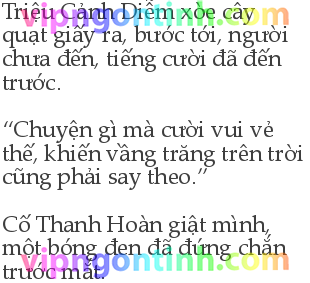 Triệu Cảnh Diễm xòe cây
vipngontinh.com
quạt giấy ra, bước tới, người
chưa đến, tiếng cười đã đến
trước.
“Chuyện gì mà cười vui vẻ
thế, khiến vầng trăng trên trời
cũng phải say theo.”
Cố Thanh Hoàn giật mình,
một bóng đen đã đứng chắn
vipngontinh.com
trước mắt.